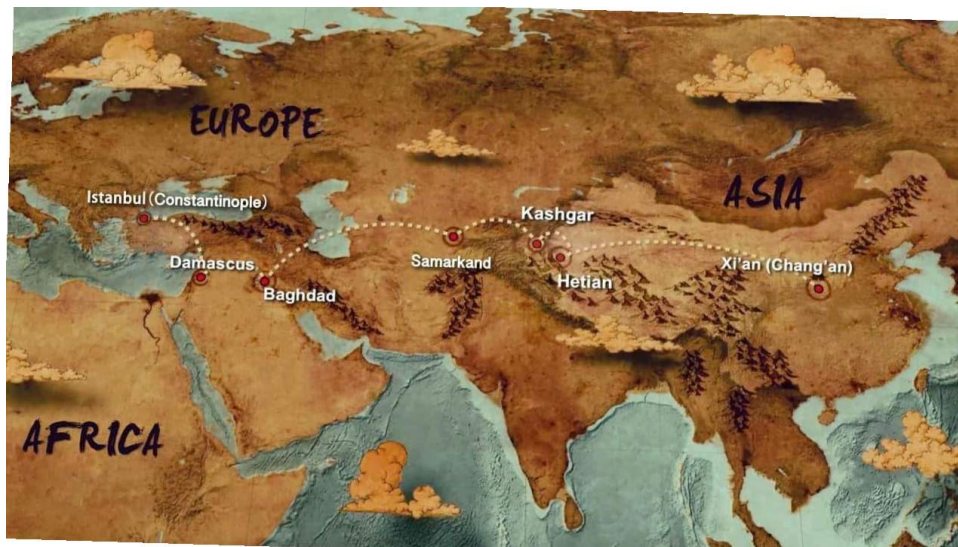 EUROPE
ASIA
Istanbul (Constantinople)
Kashgar
Damascus
Samarkand
Xi'an (Chang'an)
Baghdad
Hetian
AFRICA